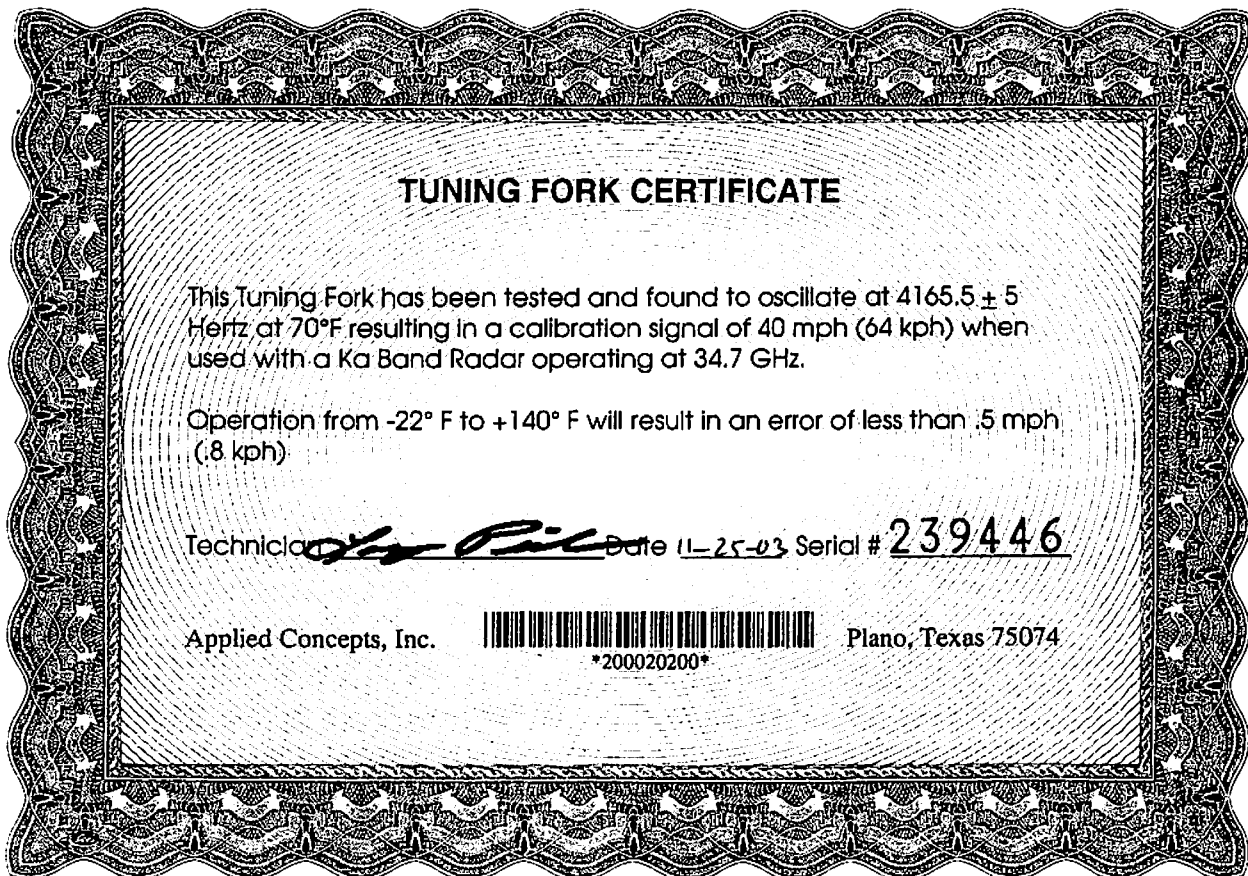 TUNING FORK CERTIFICATE
This Tuning Fork has been tested and found to oscillate at 4165.5 ± 5
Hertz at 70°F resulting in a calibration signal of 40 mph (64 kph) when
used with a Ka Band Radar operating at 34.7 GHz.
Operation from -22° F to +140° F will result in an error of less than .5 mph
(.8 kph)
Technician Date 11-25-03 Serial # 239446
Applied Concepts, Inc. *200020200* Plano, Texas 75074